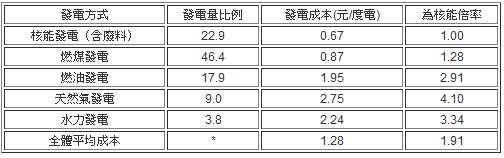 發電方式 發電量比例 發電成本(元/度電) 為核能倍率
核能發電（含廢料） 22.9 0.67 1.00
燃煤發電 46.4 0.87 1.28
燃油發電 17.9 1.95 2.91
天然氣發電 9.0 2.75 4.10
水力發電 3.8 2.24 3.34
全體平均成本 * 1.28 1.91